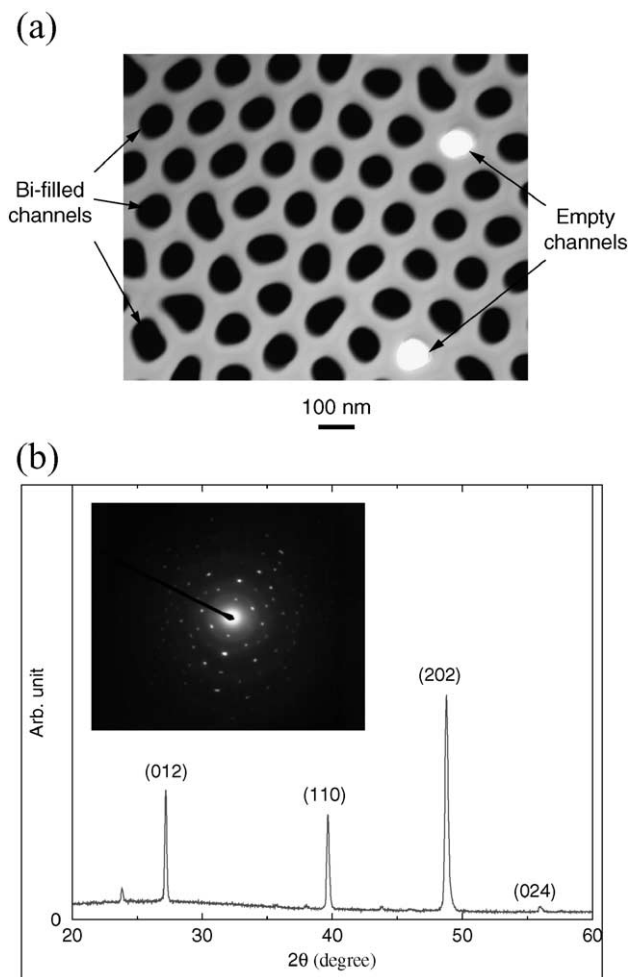 (a)
Bi-filled
channels
Empty
channels
100 nm
(b)
Arb. unit
(012)
(110)
(202)
(024)
0
20
30
40
50
60
2θ (degree)